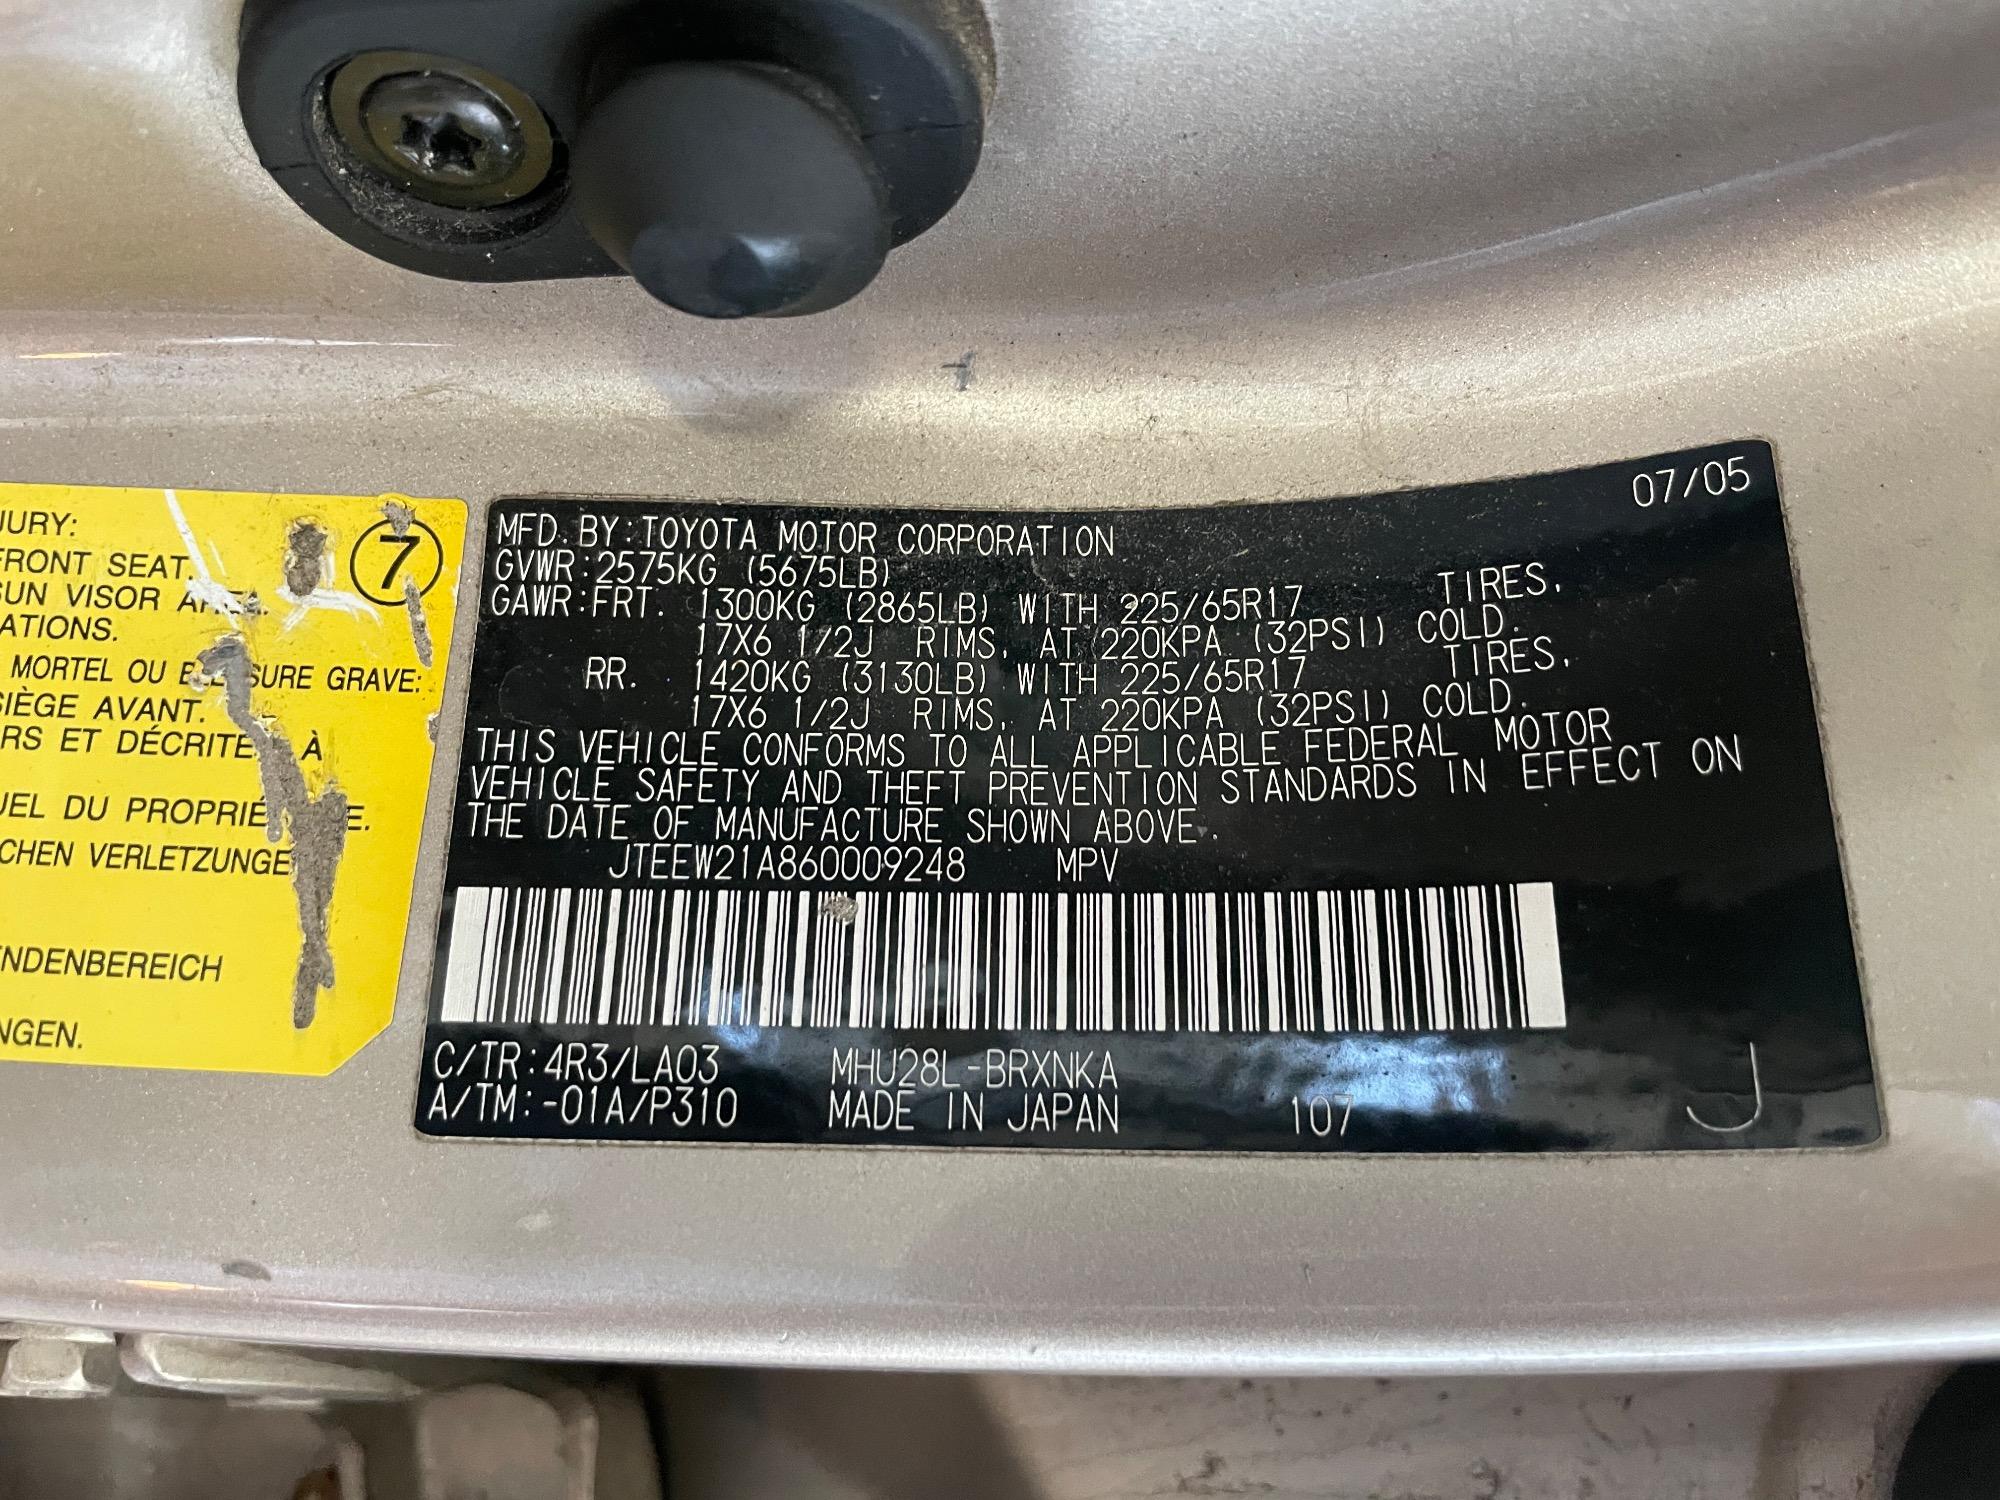 JURY:
7
FRONT SEAT.
SUN VISOR AREA.
ATIONS.
MORTEL OU BLESSURE GRAVE:
SIÈGE AVANT.
RS ET DÉCRITE À
UEL DU PROPRIÉ E.
CHEN VERLETZUNGE
NDENBEREICH
NGEN.
07/05
MFD. BY:TOYOTA MOTOR CORPORATION
GVWR:2575KG (5675LB)
GAWR:FRT. 1300KG (2865LB) WITH 225/65R17 TIRES,
17X6 1/2J RIMS, AT 220KPA (32PSI) COLD.
RR. 1420KG (3130LB) WITH 225/65R17 TIRES,
17X6 1/2J RIMS, AT 220KPA (32PSI) COLD.
THIS VEHICLE CONFORMS TO ALL APPLICABLE FEDERAL MOTOR
VEHICLE SAFETY AND THEFT PREVENTION STANDARDS IN EFFECT ON
THE DATE OF MANUFACTURE SHOWN ABOVE.
JTEEW21A860009248 MPV
C/TR:4R3/LA03 MHU28L-BRXNKA
A/TM:-01A/P310 MADE IN JAPAN 107 J